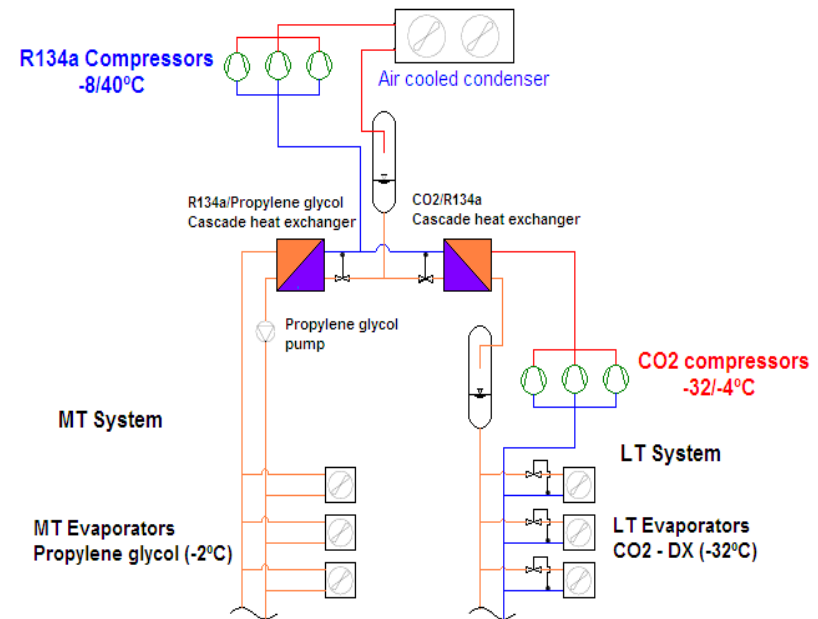 R134a Compressors
-8/40ºC
Air cooled condenser
R134a/Propylene glycol
Cascade heat exchanger
CO2/R134a
Cascade heat exchanger
Propylene glycol
pump
CO2 compressors
-32/-4ºC
MT System
LT System
MT Evaporators
Propylene glycol (-2ºC)
LT Evaporators
CO2 - DX (-32ºC)